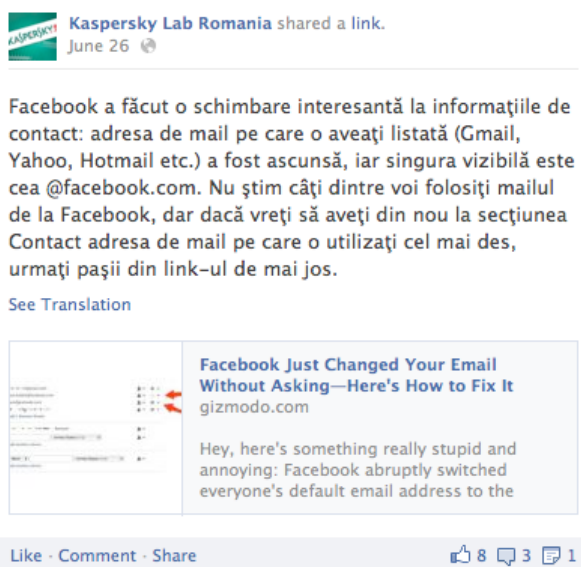 KASPERSKY
Kaspersky Lab Romania shared a link.
June 26
Facebook a făcut o schimbare interesantă la informaţiile de
contact: adresa de mail pe care o aveaţi listată (Gmail,
Yahoo, Hotmail etc.) a fost ascunsă, iar singura vizibilă este
cea @facebook.com. Nu ştim câţi dintre voi folosiţi mailul
de la Facebook, dar dacă vreţi să aveţi din nou la secţiunea
Contact adresa de mail pe care o utilizaţi cel mai des,
urmaţi paşii din link-ul de mai jos.
See Translation
Facebook Just Changed Your Email
Without Asking—Here's How to Fix It
gizmodo.com
Hey, here's something really stupid and
annoying: Facebook abruptly switched
everyone's default email address to the
Like · Comment · Share 8 3 1